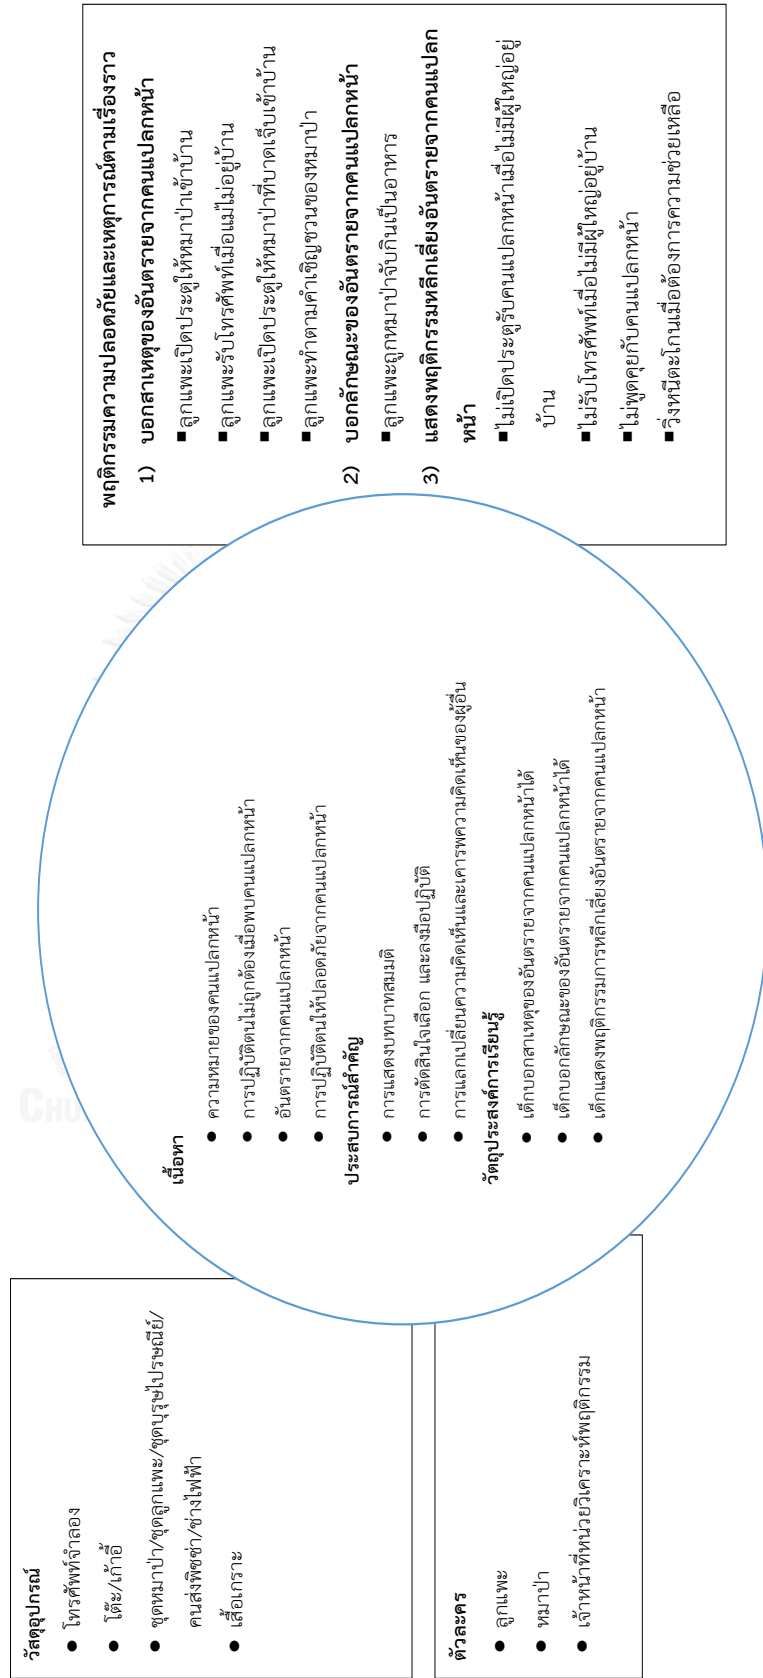 วัสดุอุปกรณ์
● โทรศัพท์จำลอง
● โต๊ะ/เก้าอี้
● ชุดหมาป่า/ชุดลูกแพะ/ชุดบุรุษไปรษณีย์/
คนส่งพิซซ่า/ช่างไฟฟ้า
● เสื้อเกราะ
ตัวละคร
● ลูกแพะ
● หมาป่า
● เจ้าหน้าที่หน่วยวิเคราะห์พฤติกรรม
เนื้อหา
● ความหมายของคนแปลกหน้า
● การปฏิบัติตนไม่ถูกต้องเมื่อพบคนแปลกหน้า
● อันตรายจากคนแปลกหน้า
● การปฏิบัติตนให้ปลอดภัยจากคนแปลกหน้า
ประสบการณ์สำคัญ
● การแสดงบทบาทสมมติ
● การตัดสินใจเลือก และลงมือปฏิบัติ
● การแลกเปลี่ยนความคิดเห็นและเคารพความคิดเห็นของผู้อื่น
วัตถุประสงค์การเรียนรู้
● เด็กบอกสาเหตุของอันตรายจากคนแปลกหน้าได้
● เด็กบอกลักษณะของอันตรายจากคนแปลกหน้าได้
● เด็กแสดงพฤติกรรมการหลีกเลี่ยงอันตรายจากคนแปลกหน้า
พฤติกรรมความปลอดภัยและเหตุการณ์ตามเรื่องราว
1) บอกสาเหตุของอันตรายจากคนแปลกหน้า
■ ลูกแพะเปิดประตูให้หมาป่าเข้าบ้าน
■ ลูกแพะรับโทรศัพท์เมื่อแม่ไม่อยู่บ้าน
■ ลูกแพะเปิดประตูให้หมาป่าที่บาดเจ็บเข้าบ้าน
■ ลูกแพะทำตามคำเชิญชวนของหมาป่า
2) บอกลักษณะของอันตรายจากคนแปลกหน้า
■ ลูกแพะถูกหมาป่าจับกินเป็นอาหาร
3) แสดงพฤติกรรมหลีกเลี่ยงอันตรายจากคนแปลก
หน้า
■ ไม่เปิดประตูรับคนแปลกหน้าเมื่อไม่มีผู้ใหญ่อยู่
บ้าน
■ ไม่รับโทรศัพท์เมื่อไม่มีผู้ใหญ่อยู่บ้าน
■ ไม่พูดคุยกับคนแปลกหน้า
■ วิ่งหนีตะโกนเมื่อต้องการความช่วยเหลือ
CHU